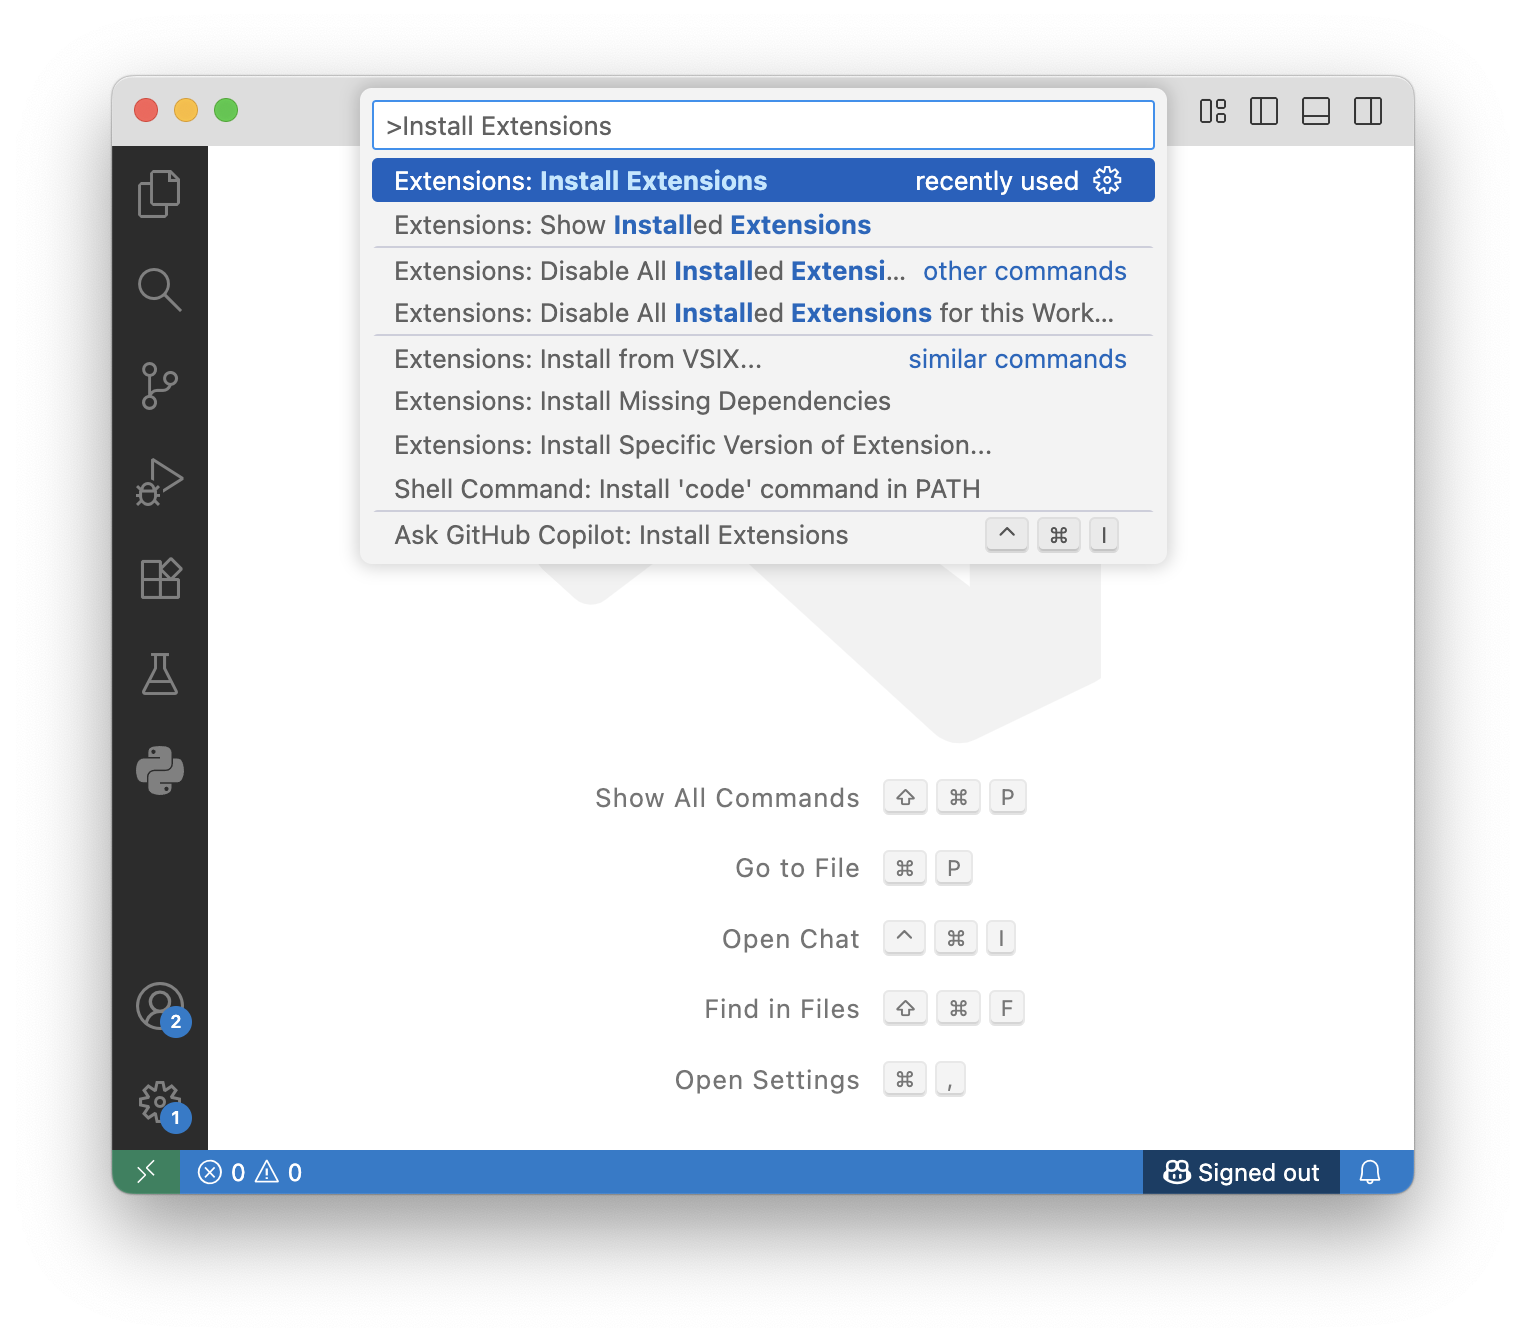 >Install Extensions
Extensions: Install Extensions recently used
Extensions: Show Installed Extensions
Extensions: Disable All Installed Extensi... other commands
Extensions: Disable All Installed Extensions for this Work...
Extensions: Install from VSIX... similar commands
Extensions: Install Missing Dependencies
Extensions: Install Specific Version of Extension...
Shell Command: Install 'code' command in PATH
Ask GitHub Copilot: Install Extensions ^ ⌘ I
Show All Commands ⇧ ⌘ P
Go to File ⌘ P
Open Chat ^ ⌘ I
Find in Files ⇧ ⌘ F
Open Settings ⌘ ,
2
1
0 0 Signed out